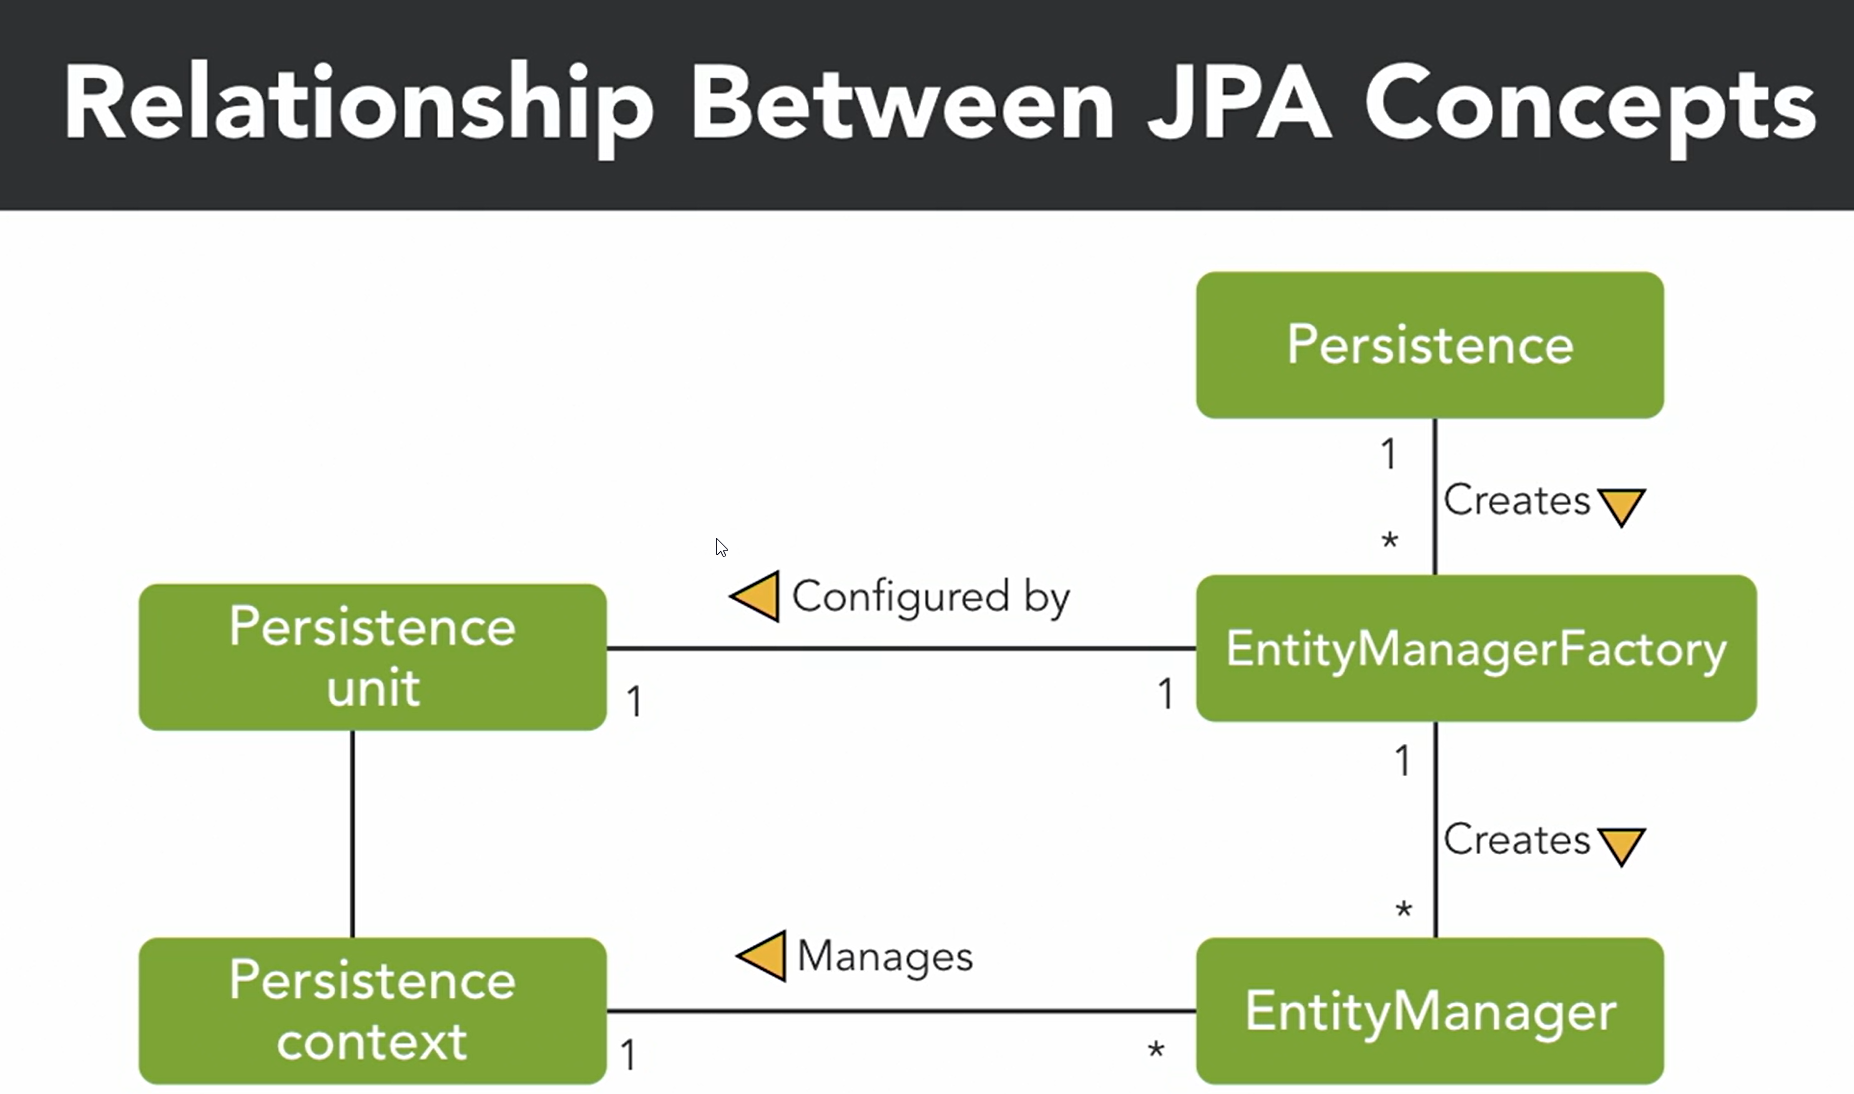 Relationship Between JPA Concepts
Persistence
1
Creates
*
Configured by
Persistence
unit
EntityManagerFactory
1
1
1
Creates
*
Manages
Persistence
context
EntityManager
1
*